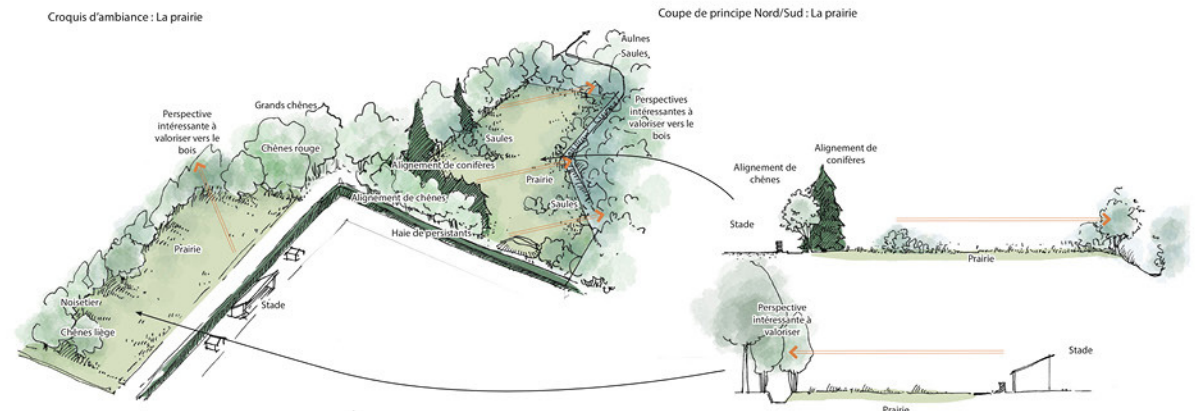 Croquis d'ambiance : La prairie
Coupe de principe Nord/Sud : La prairie
Aulnes
Saules
Perspective
intéressante à
valoriser vers le
bois
Grands chênes
Chênes rouge
Perspectives
intéressantes à
valoriser vers le
bois
Saules
Alignement de conifères
Prairie
Alignement de chênes
Saules
Haie de persistants
Prairie
Noisetier
Stade
Chênes liège
Alignement de
conifères
Alignement de
chênes
Stade
Prairie
Perspective
intéressante à
valoriser
Stade
Prairie